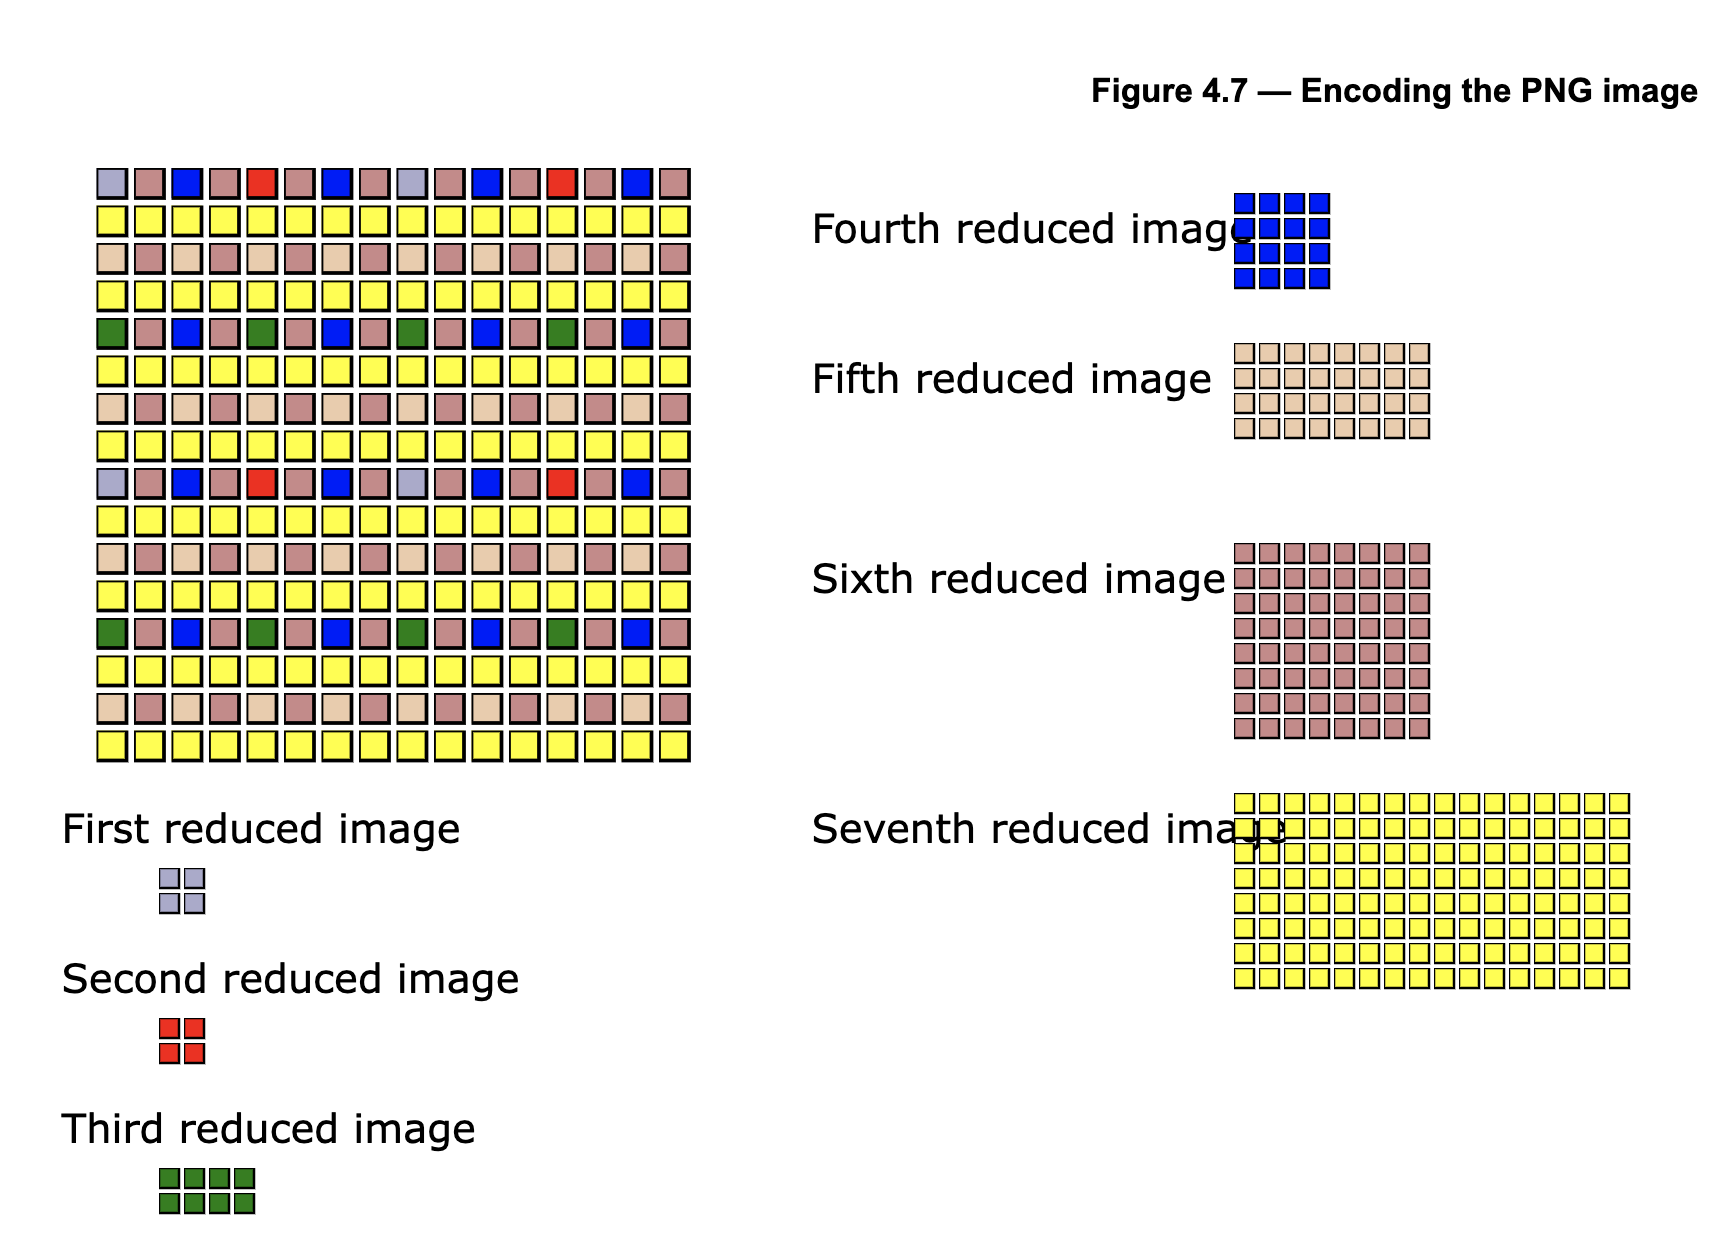 Figure 4.7 — Encoding the PNG image
First reduced image
Second reduced image
Third reduced image
Fourth reduced image
Fifth reduced image
Sixth reduced image
Seventh reduced image